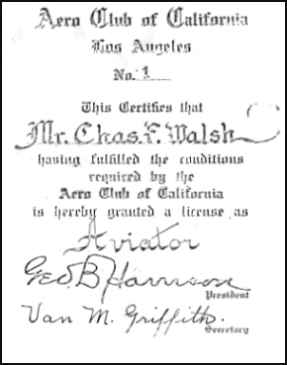 Aero Club of California
Los Angeles
No. 1
This Certifies that
Mr. Chas. F. Walsh
having fulfilled the conditions
required by the
Aero Club of California
is hereby granted a license as
Aviator
Geo. B Harrison
President
Van M. Griffith.
Secretary